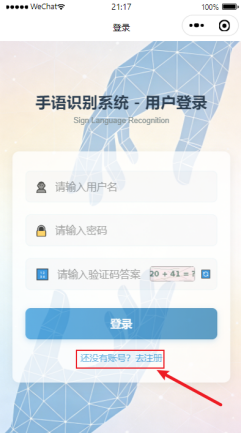 WeChat
21:17
100%
登录
手语识别系统 - 用户登录
Sign Language Recognition
请输入用户名
请输入密码
请输入验证码答案
20 + 41 = ?
登录
还没有账号？去注册